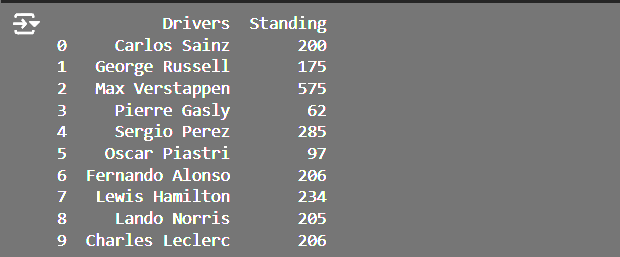 Drivers Standing
0 Carlos Sainz 200
1 George Russell 175
2 Max Verstappen 575
3 Pierre Gasly 62
4 Sergio Perez 285
5 Oscar Piastri 97
6 Fernando Alonso 206
7 Lewis Hamilton 234
8 Lando Norris 205
9 Charles Leclerc 206